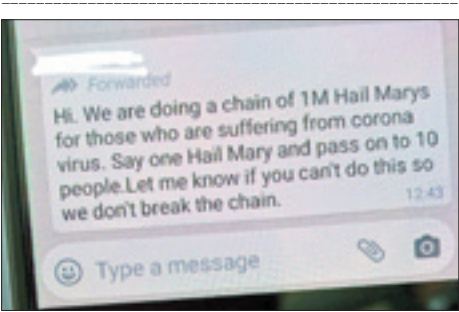 Forwarded
Hi. We are doing a chain of 1M Hail Marys
for those who are suffering from corona
virus. Say one Hail Mary and pass on to 10
people.Let me know if you can't do this so
we don't break the chain.
12:43
Type a message